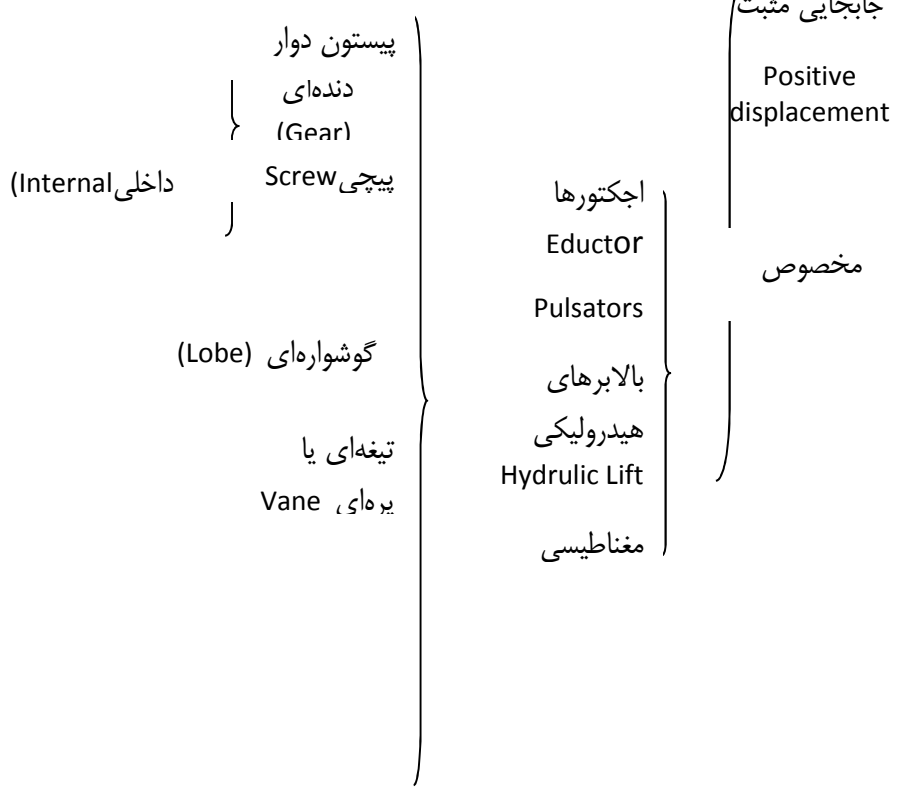 جابجایی مثبت
Positive
displacement
مخصوص
اجکتورها
Eductor
Pulsators
بالابرهای
هیدرولیکی
Hydrulic Lift
مغناطیسی
پیستون دوار
دنده‌ای
(Gear)
پیچی Screw
داخلی Internal)
گوشواره‌ای (Lobe)
تیغه‌ای یا
پره‌ای Vane